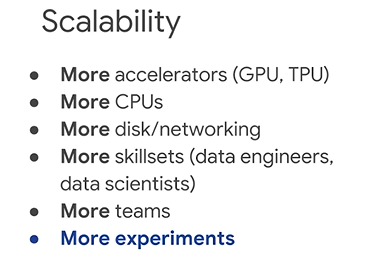 Scalability
● More accelerators (GPU, TPU)
● More CPUs
● More disk/networking
● More skillsets (data engineers,
data scientists)
● More teams
● More experiments